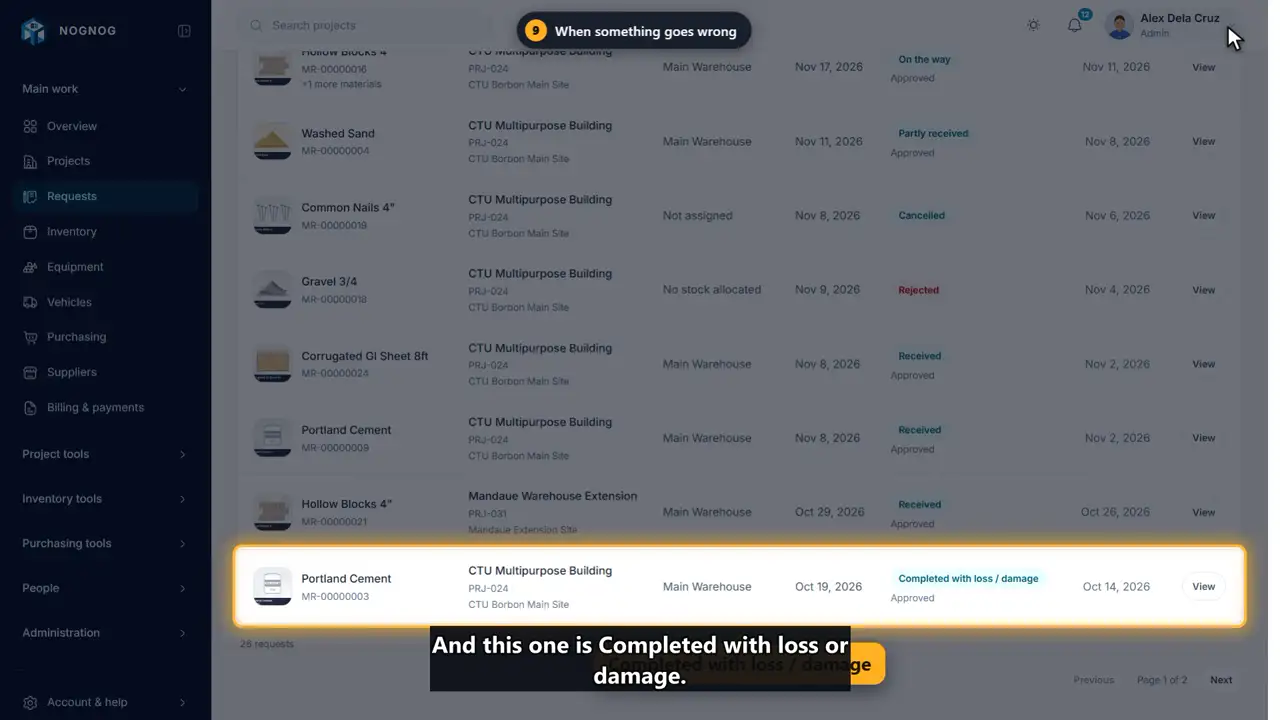 NOGNOG
Search projects
9 When something goes wrong
12
Alex Dela Cruz
Admin
Main work
Overview
Projects
Requests
Inventory
Equipment
Vehicles
Purchasing
Suppliers
Billing & payments
Project tools
Inventory tools
Purchasing tools
People
Administration
Account & help
Hollow Blocks 4"
MR-00000016
+1 more materials
CTU Multipurpose Building
PRJ-024
CTU Borbon Main Site
Main Warehouse
Nov 17, 2026
On the way
Approved
Nov 11, 2026
View
Washed Sand
MR-00000004
CTU Multipurpose Building
PRJ-024
CTU Borbon Main Site
Main Warehouse
Nov 11, 2026
Partly received
Approved
Nov 8, 2026
View
Common Nails 4"
MR-00000019
CTU Multipurpose Building
PRJ-024
CTU Borbon Main Site
Not assigned
Nov 8, 2026
Cancelled
Nov 6, 2026
View
Gravel 3/4
MR-00000018
CTU Multipurpose Building
PRJ-024
CTU Borbon Main Site
No stock allocated
Nov 9, 2026
Rejected
Nov 4, 2026
View
Corrugated GI Sheet 8ft
MR-00000024
CTU Multipurpose Building
PRJ-024
CTU Borbon Main Site
Main Warehouse
Nov 8, 2026
Received
Approved
Nov 2, 2026
View
Portland Cement
MR-00000009
CTU Multipurpose Building
PRJ-024
CTU Borbon Main Site
Main Warehouse
Nov 8, 2026
Received
Approved
Nov 2, 2026
View
Hollow Blocks 4"
MR-00000021
Mandaue Warehouse Extension
PRJ-031
Mandaue Extension Site
Main Warehouse
Oct 29, 2026
Received
Approved
Oct 26, 2026
View
Portland Cement
MR-00000003
CTU Multipurpose Building
PRJ-024
CTU Borbon Main Site
Main Warehouse
Oct 19, 2026
Completed with loss / damage
Approved
Oct 14, 2026
View
26 requests
Completed with loss / damage
And this one is Completed with loss or
damage.
Previous
Page 1 of 2
Next